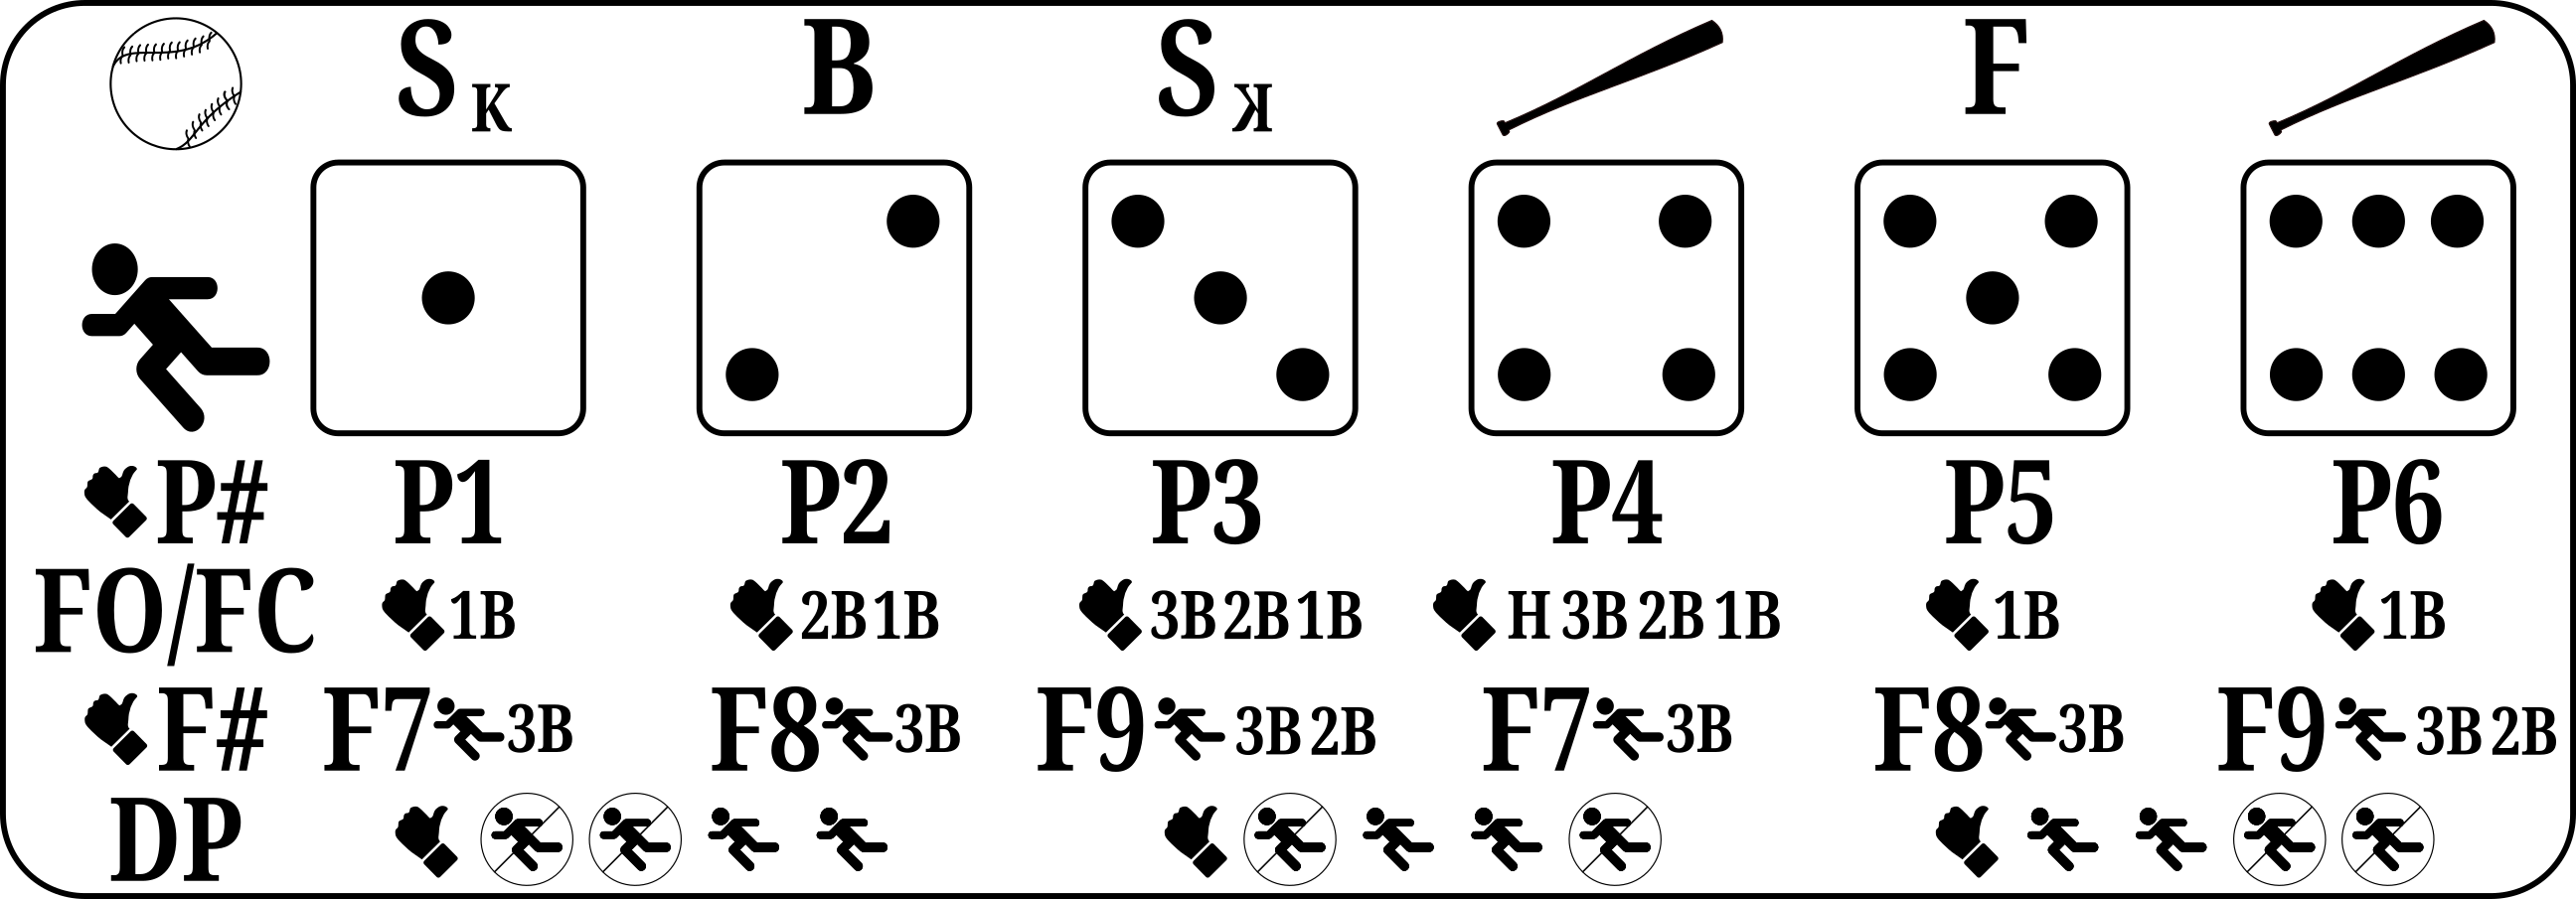 S K B S ꓘ F
P# P1 P2 P3 P4 P5 P6
FO/FC 1B 2B 1B 3B 2B 1B H 3B 2B 1B 1B 1B
F# F7 3B F8 3B F9 3B 2B F7 3B F8 3B F9 3B 2B
DP